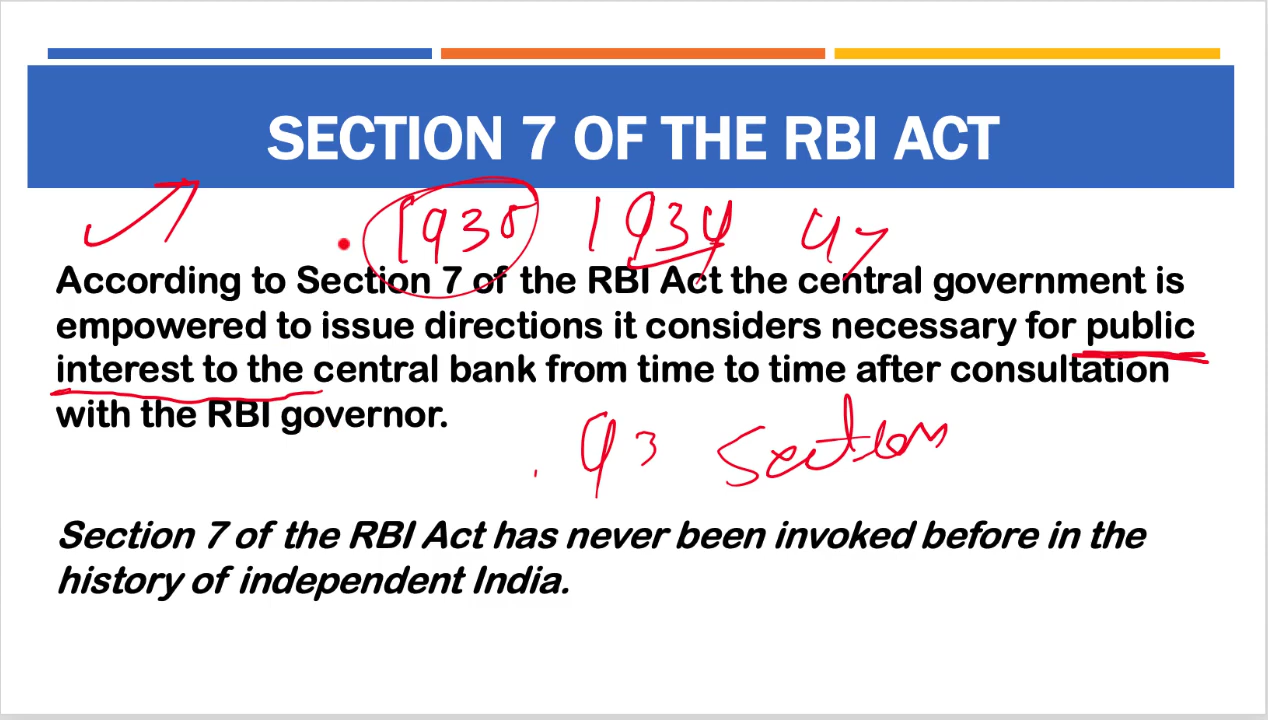 SECTION 7 OF THE RBI ACT
1935 1934 47
According to Section 7 of the RBI Act the central government is
empowered to issue directions it considers necessary for public
interest to the central bank from time to time after consultation
with the RBI governor.
93 Section
Section 7 of the RBI Act has never been invoked before in the
history of independent India.